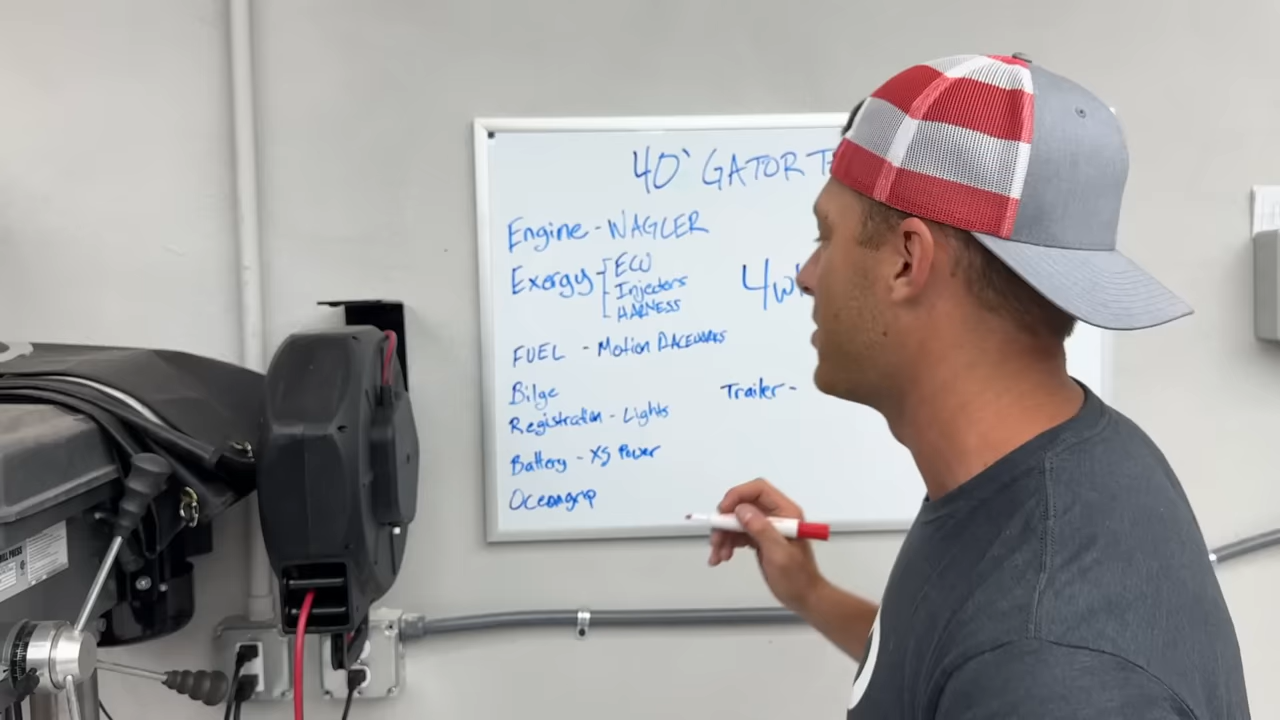 40' GATOR T
Engine - WAGLER
Exergy - ECU
Injectors
HARNESS
4w
FUEL - Motion RACEWORKS
Bilge
Trailer -
Registration - Lights
Battery - XS Power
Oceangrip